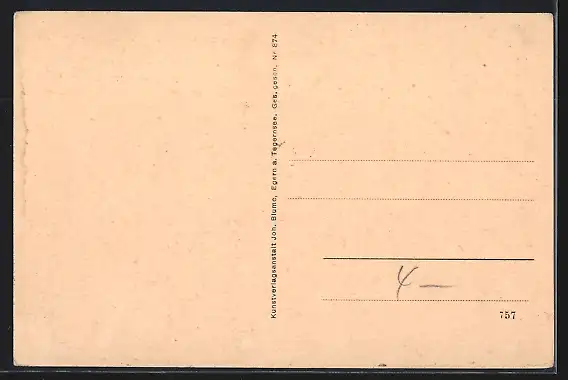 Kunstverlagsanstalt Joh. Blume, Egern a. Tegernsee. Ges. gesch. Nr. 874
4 —
757